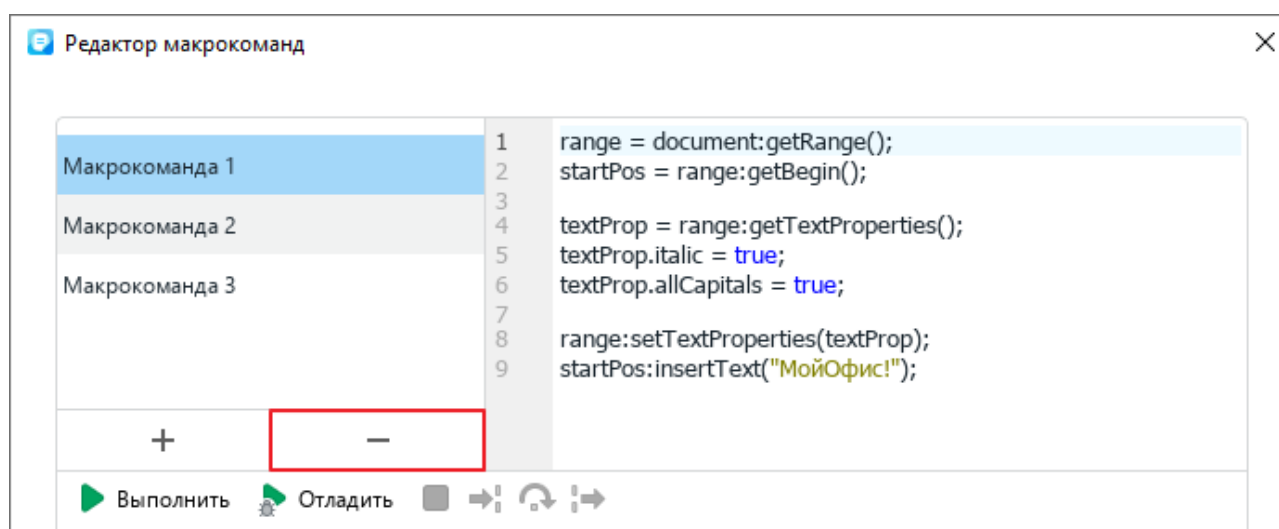 Редактор макрокоманд
Макрокоманда 1
Макрокоманда 2
Макрокоманда 3
1 range = document:getRange();
2 startPos = range:getBegin();
3
4 textProp = range:getTextProperties();
5 textProp.italic = true;
6 textProp.allCapitals = true;
7
8 range:setTextProperties(textProp);
9 startPos:insertText("МойОфис!");
+ −
Выполнить Отладить